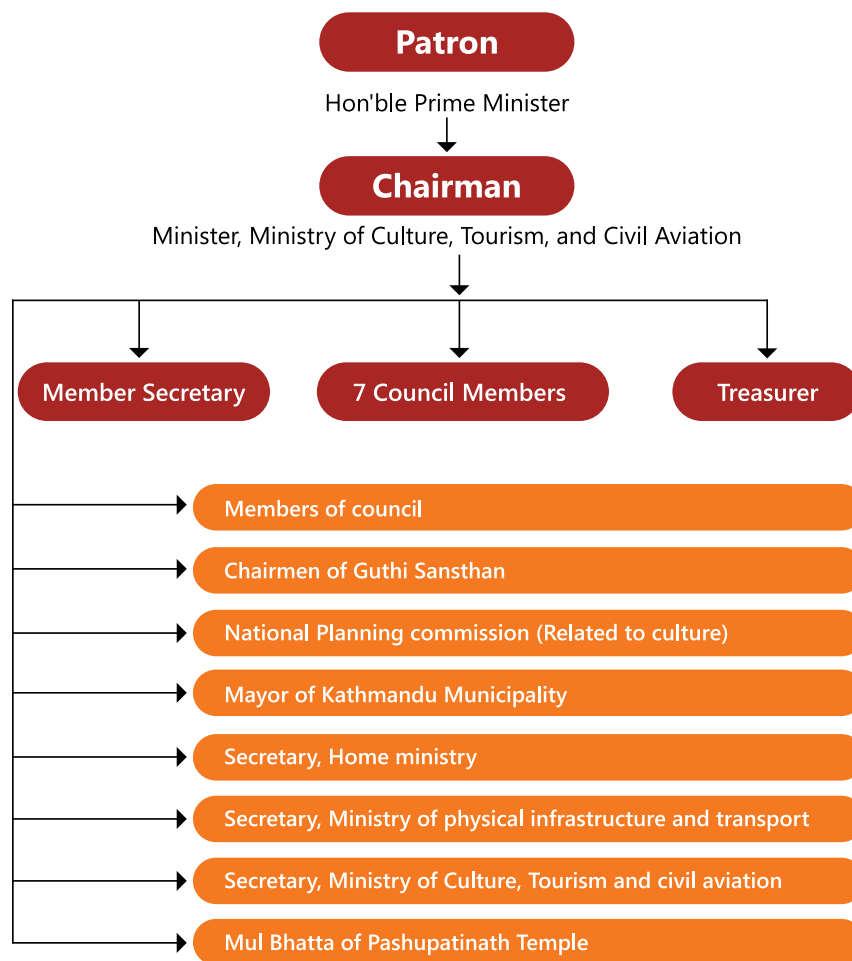 Patron
Hon'ble Prime Minister
Chairman
Minister, Ministry of Culture, Tourism, and Civil Aviation
Member Secretary
7 Council Members
Treasurer
Members of council
Chairmen of Guthi Sansthan
National Planning commission (Related to culture)
Mayor of Kathmandu Municipality
Secretary, Home ministry
Secretary, Ministry of physical infrastructure and transport
Secretary, Ministry of Culture, Tourism and civil aviation
Mul Bhatta of Pashupatinath Temple